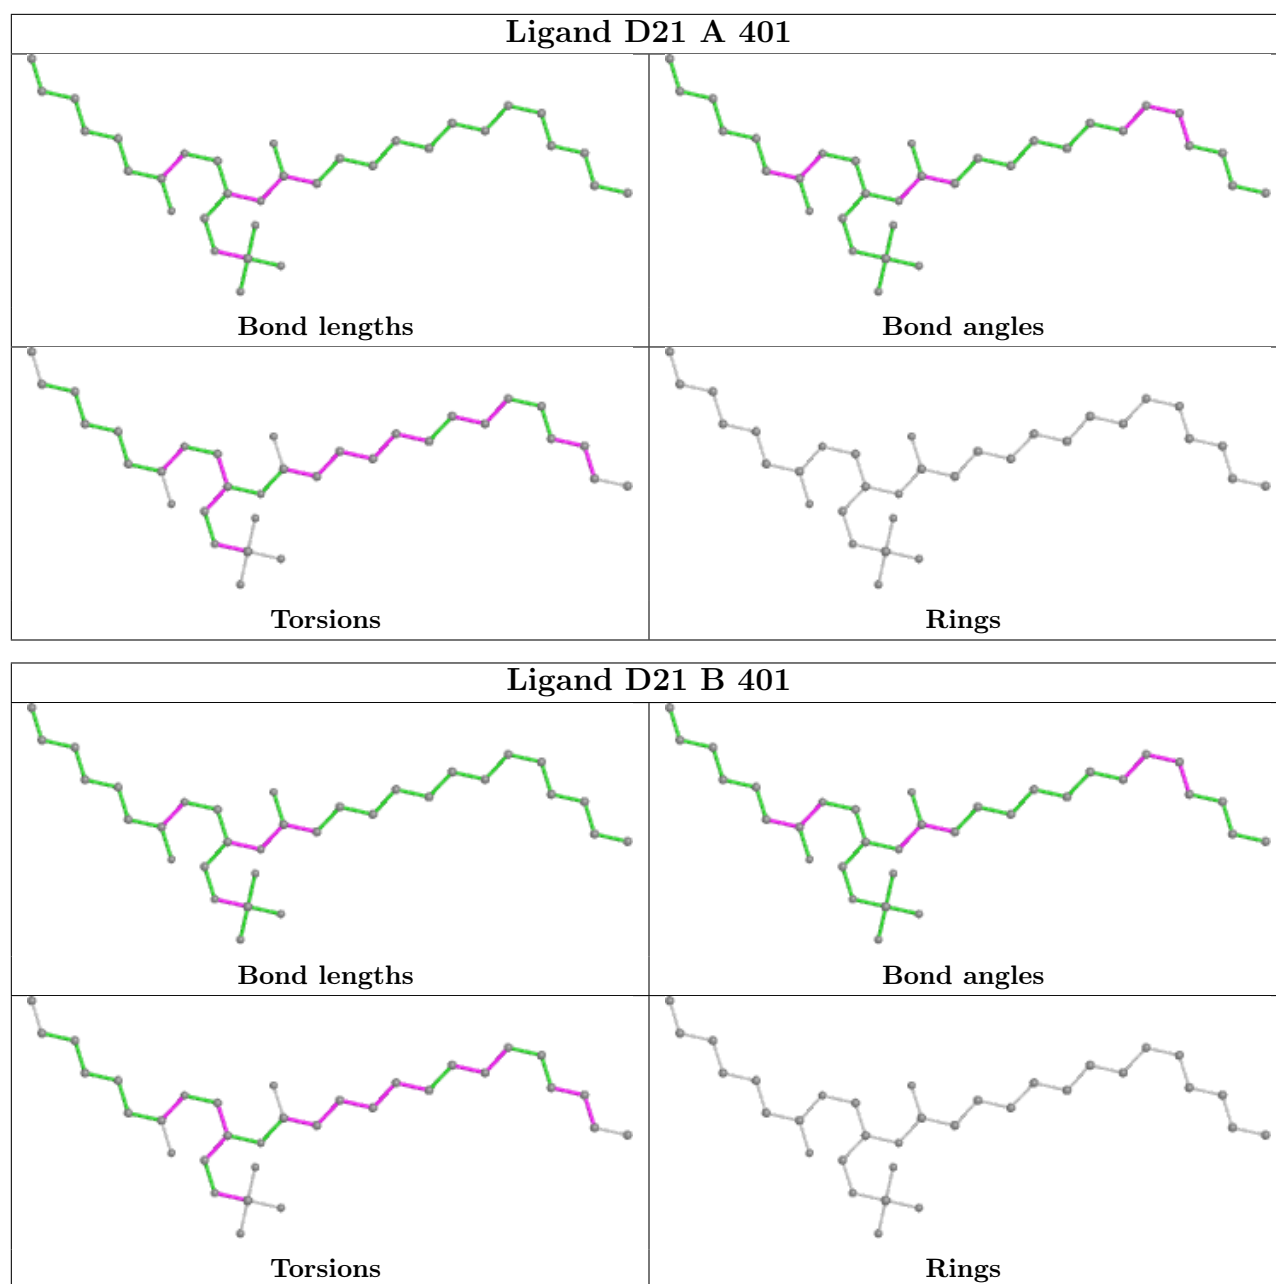 Ligand D21 A 401
Bond lengths
Bond angles
Torsions
Rings
Ligand D21 B 401
Bond lengths
Bond angles
Torsions
Rings